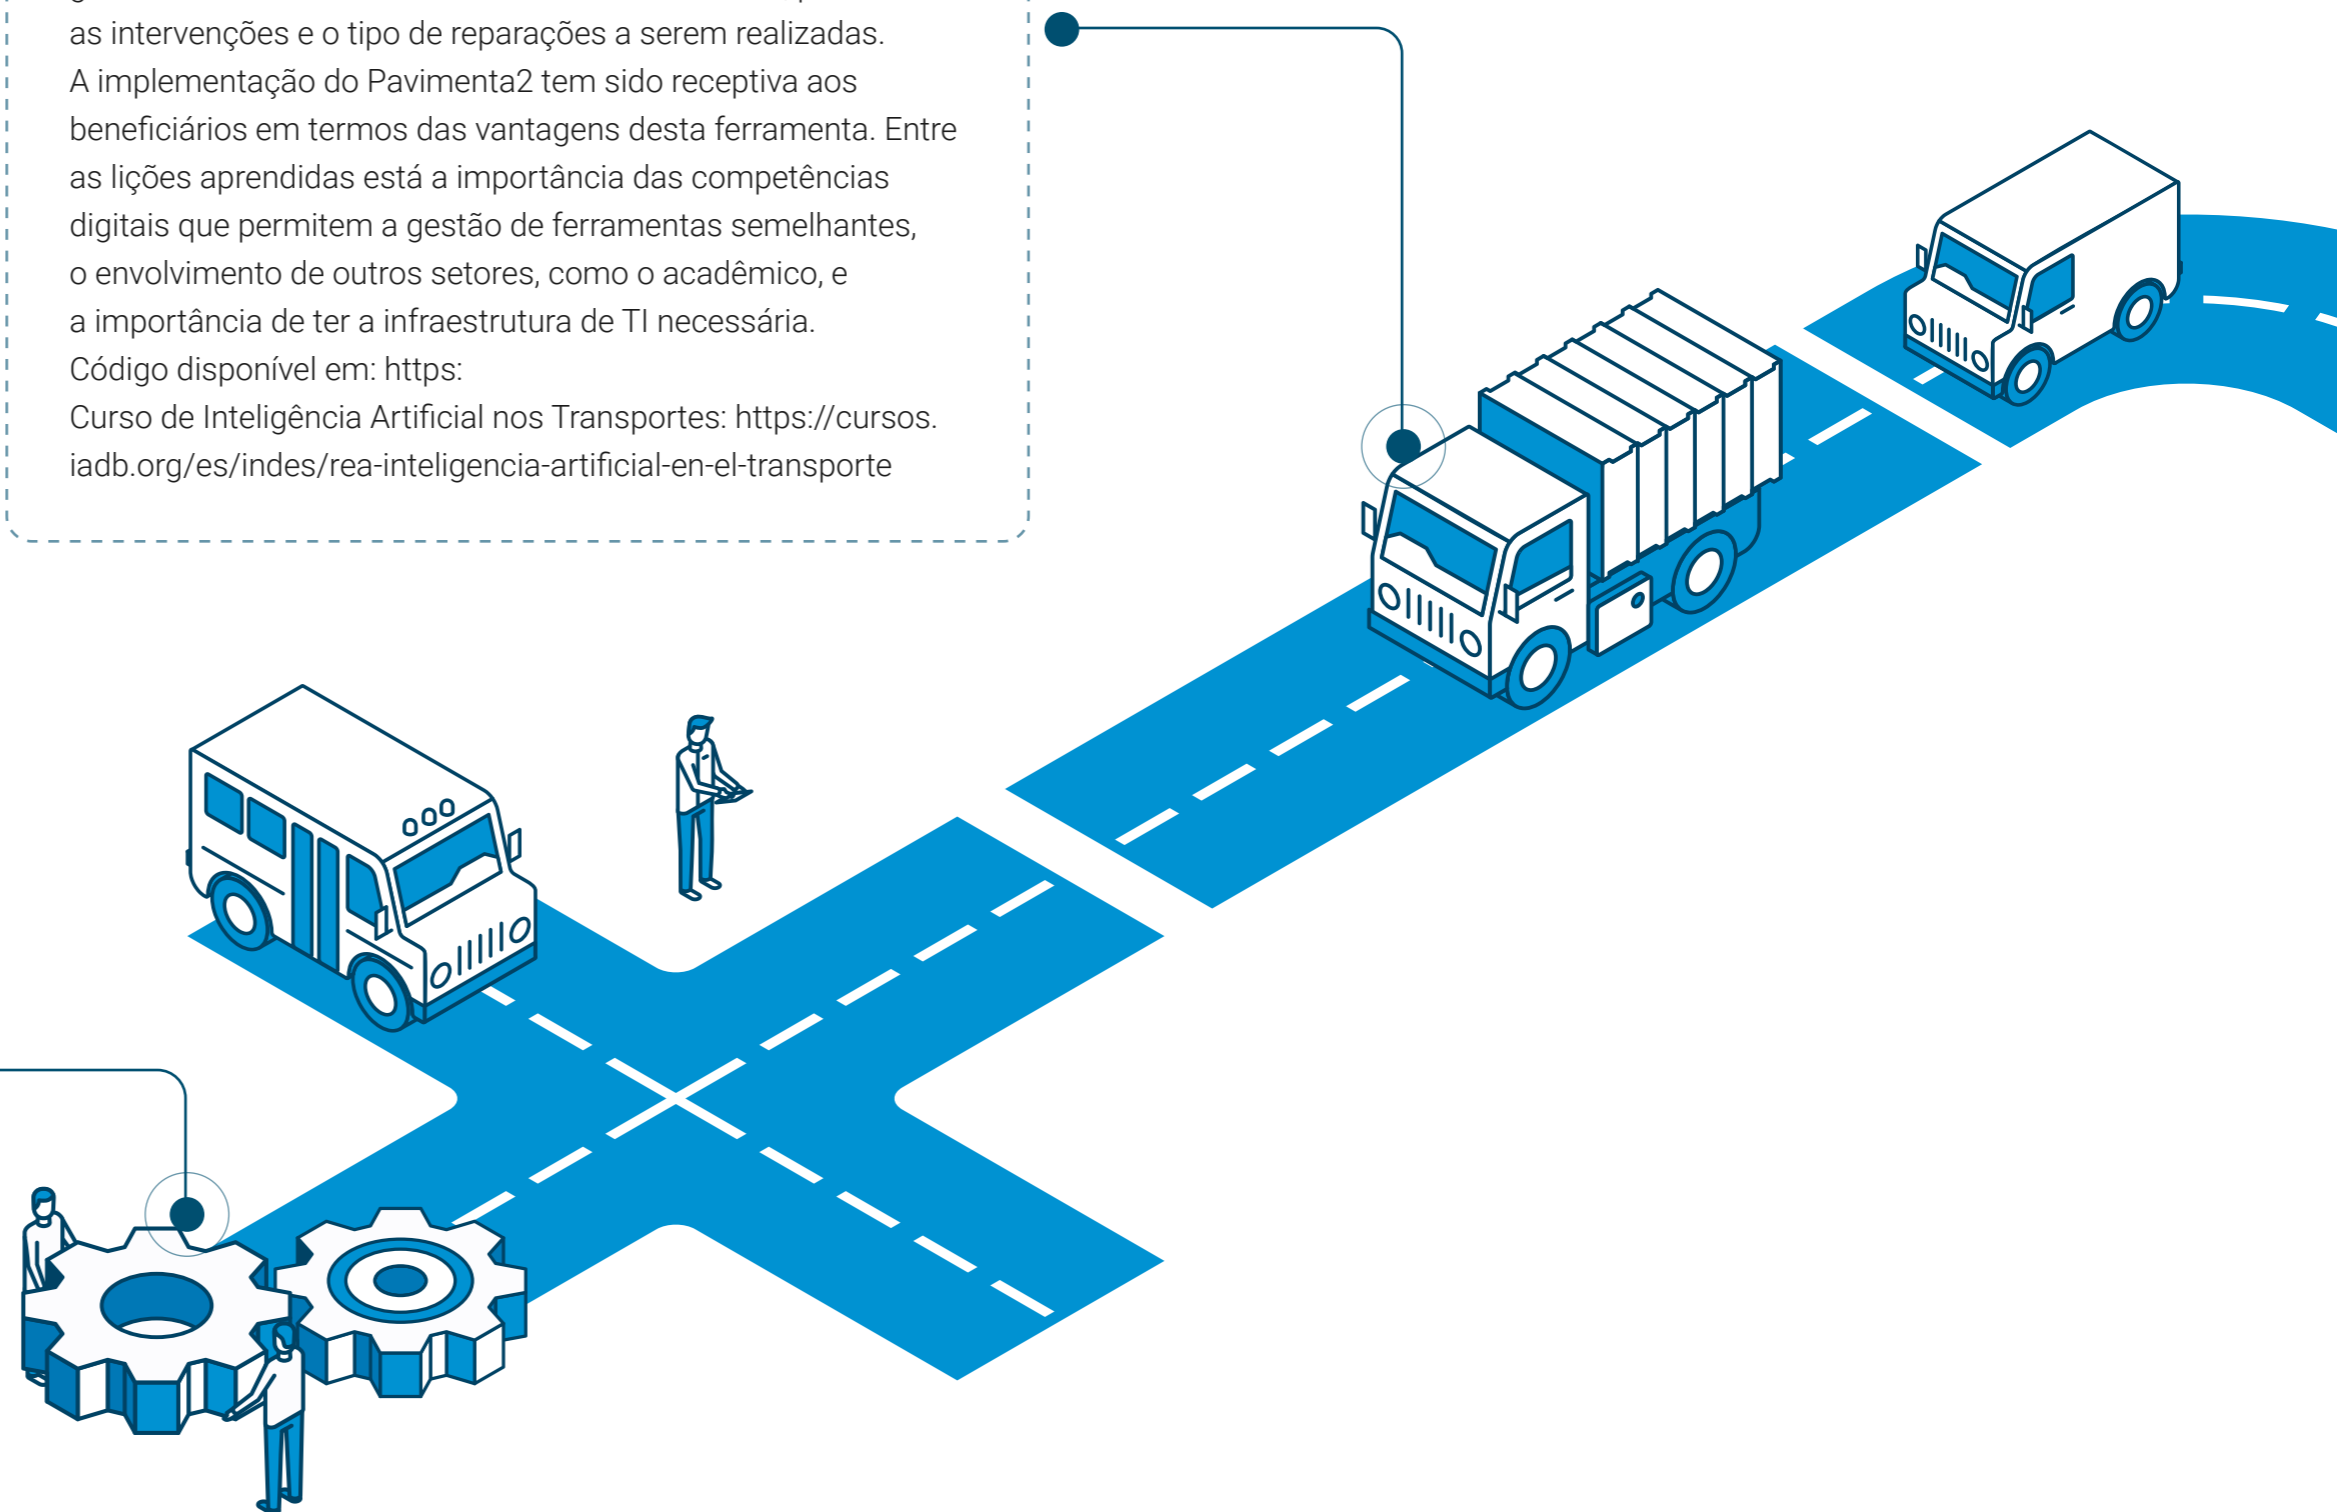 as intervenções e o tipo de reparações a serem realizadas.
A implementação do Pavimenta2 tem sido receptiva aos
beneficiários em termos das vantagens desta ferramenta. Entre
as lições aprendidas está a importância das competências
digitais que permitem a gestão de ferramentas semelhantes,
o envolvimento de outros setores, como o acadêmico, e
a importância de ter a infraestrutura de TI necessária.
Código disponível em: https:
Curso de Inteligência Artificial nos Transportes: https://cursos.
iadb.org/es/indes/rea-inteligencia-artificial-en-el-transporte